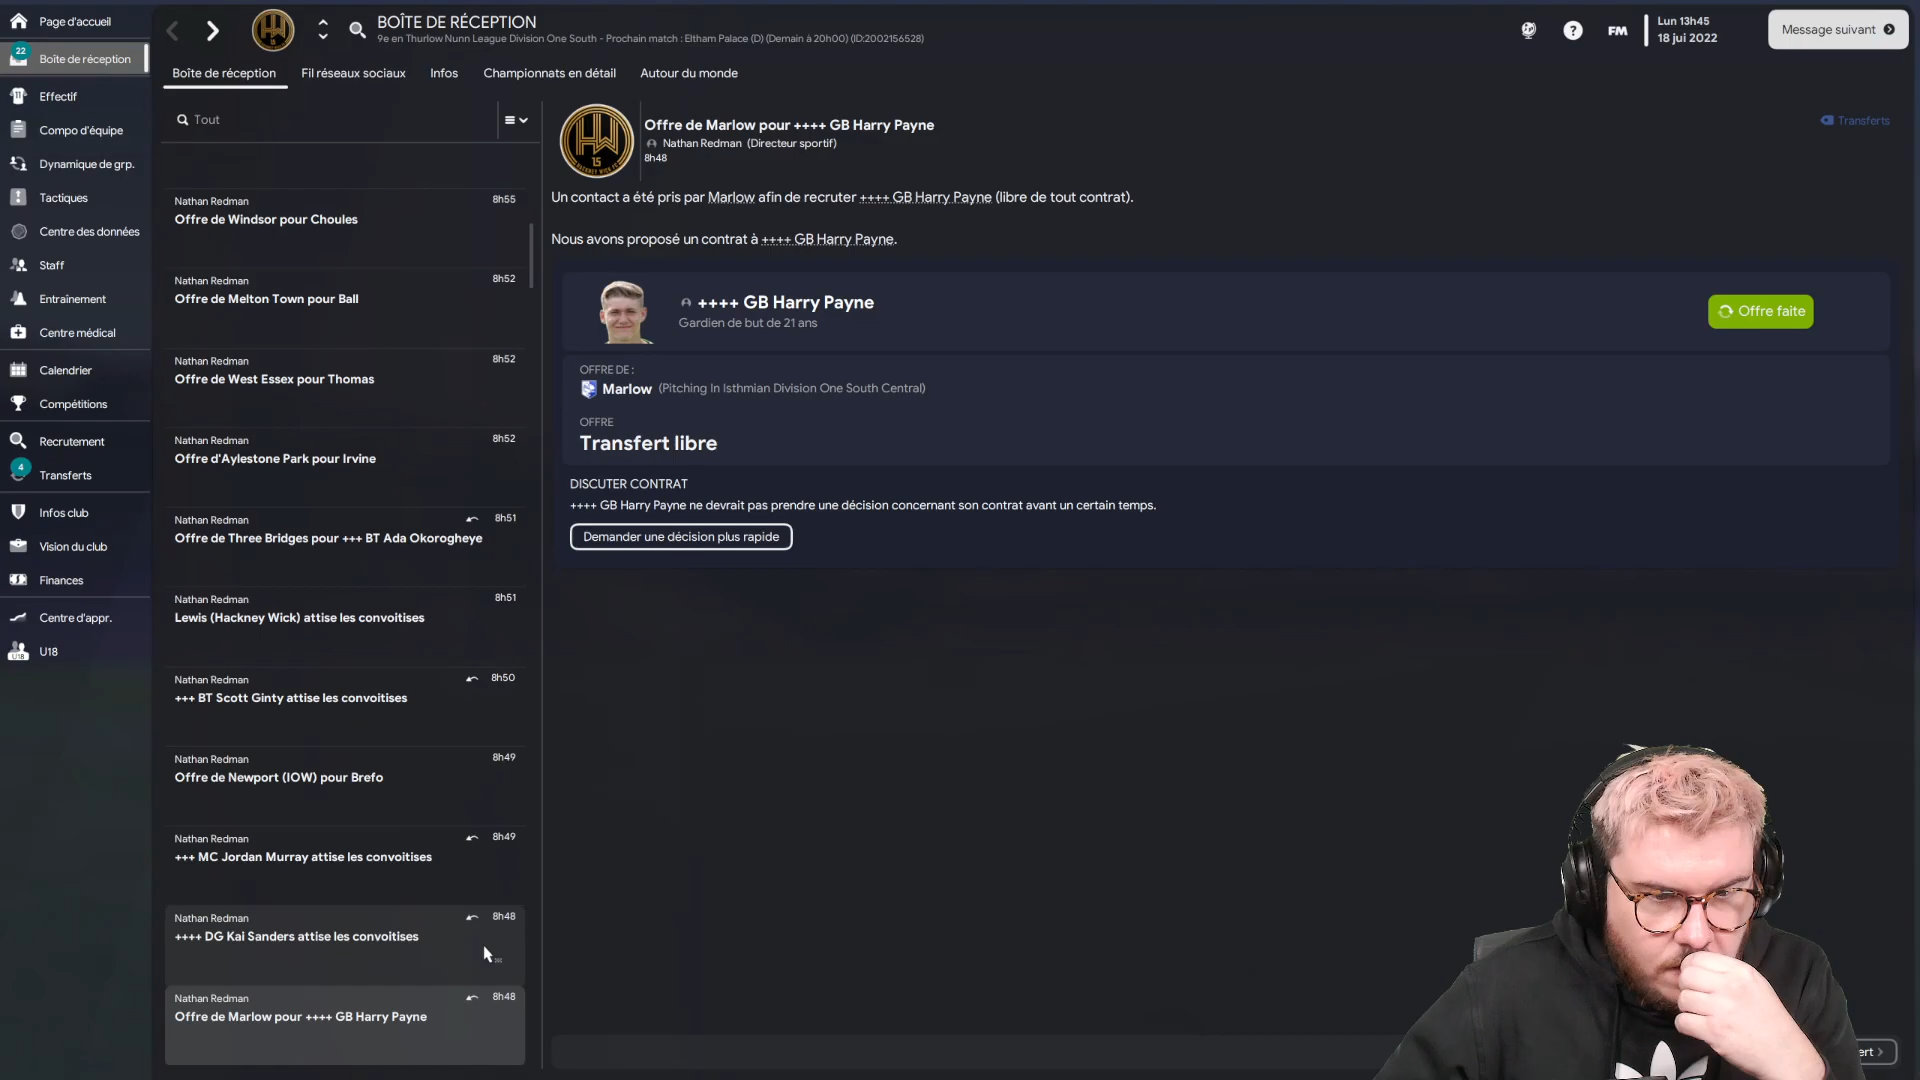 Page d'accueil
22
Boîte de réception
Effectif
Compo d'équipe
Dynamique de grp.
Tactiques
Centre des données
Staff
Entraînement
Centre médical
Calendrier
Compétitions
Recrutement
4
Transferts
Infos club
Vision du club
Finances
Centre d'appr.
U18
BOÎTE DE RÉCEPTION
9e en Thurlow Nunn League Division One South - Prochain match : Eltham Palace (D) (Demain à 20h00) (ID:2002156528)
FM
Lun 13h45
18 jui 2022
Message suivant
Boîte de réception
Fil réseaux sociaux
Infos
Championnats en détail
Autour du monde
Tout
Nathan Redman 8h55
Offre de Windsor pour Choules
Nathan Redman 8h52
Offre de Melton Town pour Ball
Nathan Redman 8h52
Offre de West Essex pour Thomas
Nathan Redman 8h52
Offre d'Aylestone Park pour Irvine
Nathan Redman 8h51
Offre de Three Bridges pour +++ BT Ada Okorogheye
Nathan Redman 8h51
Lewis (Hackney Wick) attise les convoitises
Nathan Redman 8h50
+++ BT Scott Ginty attise les convoitises
Nathan Redman 8h49
Offre de Newport (IOW) pour Brefo
Nathan Redman 8h49
+++ MC Jordan Murray attise les convoitises
Nathan Redman 8h48
++++ DG Kai Sanders attise les convoitises
Nathan Redman 8h48
Offre de Marlow pour ++++ GB Harry Payne
HW
15
Offre de Marlow pour ++++ GB Harry Payne
Nathan Redman (Directeur sportif)
8h48
Transferts
Un contact a été pris par Marlow afin de recruter ++++ GB Harry Payne (libre de tout contrat).
Nous avons proposé un contrat à ++++ GB Harry Payne.
++++ GB Harry Payne
Gardien de but de 21 ans
Offre faite
OFFRE DE :
Marlow (Pitching In Isthmian Division One South Central)
OFFRE
Transfert libre
DISCUTER CONTRAT
++++ GB Harry Payne ne devrait pas prendre une décision concernant son contrat avant un certain temps.
Demander une décision plus rapide